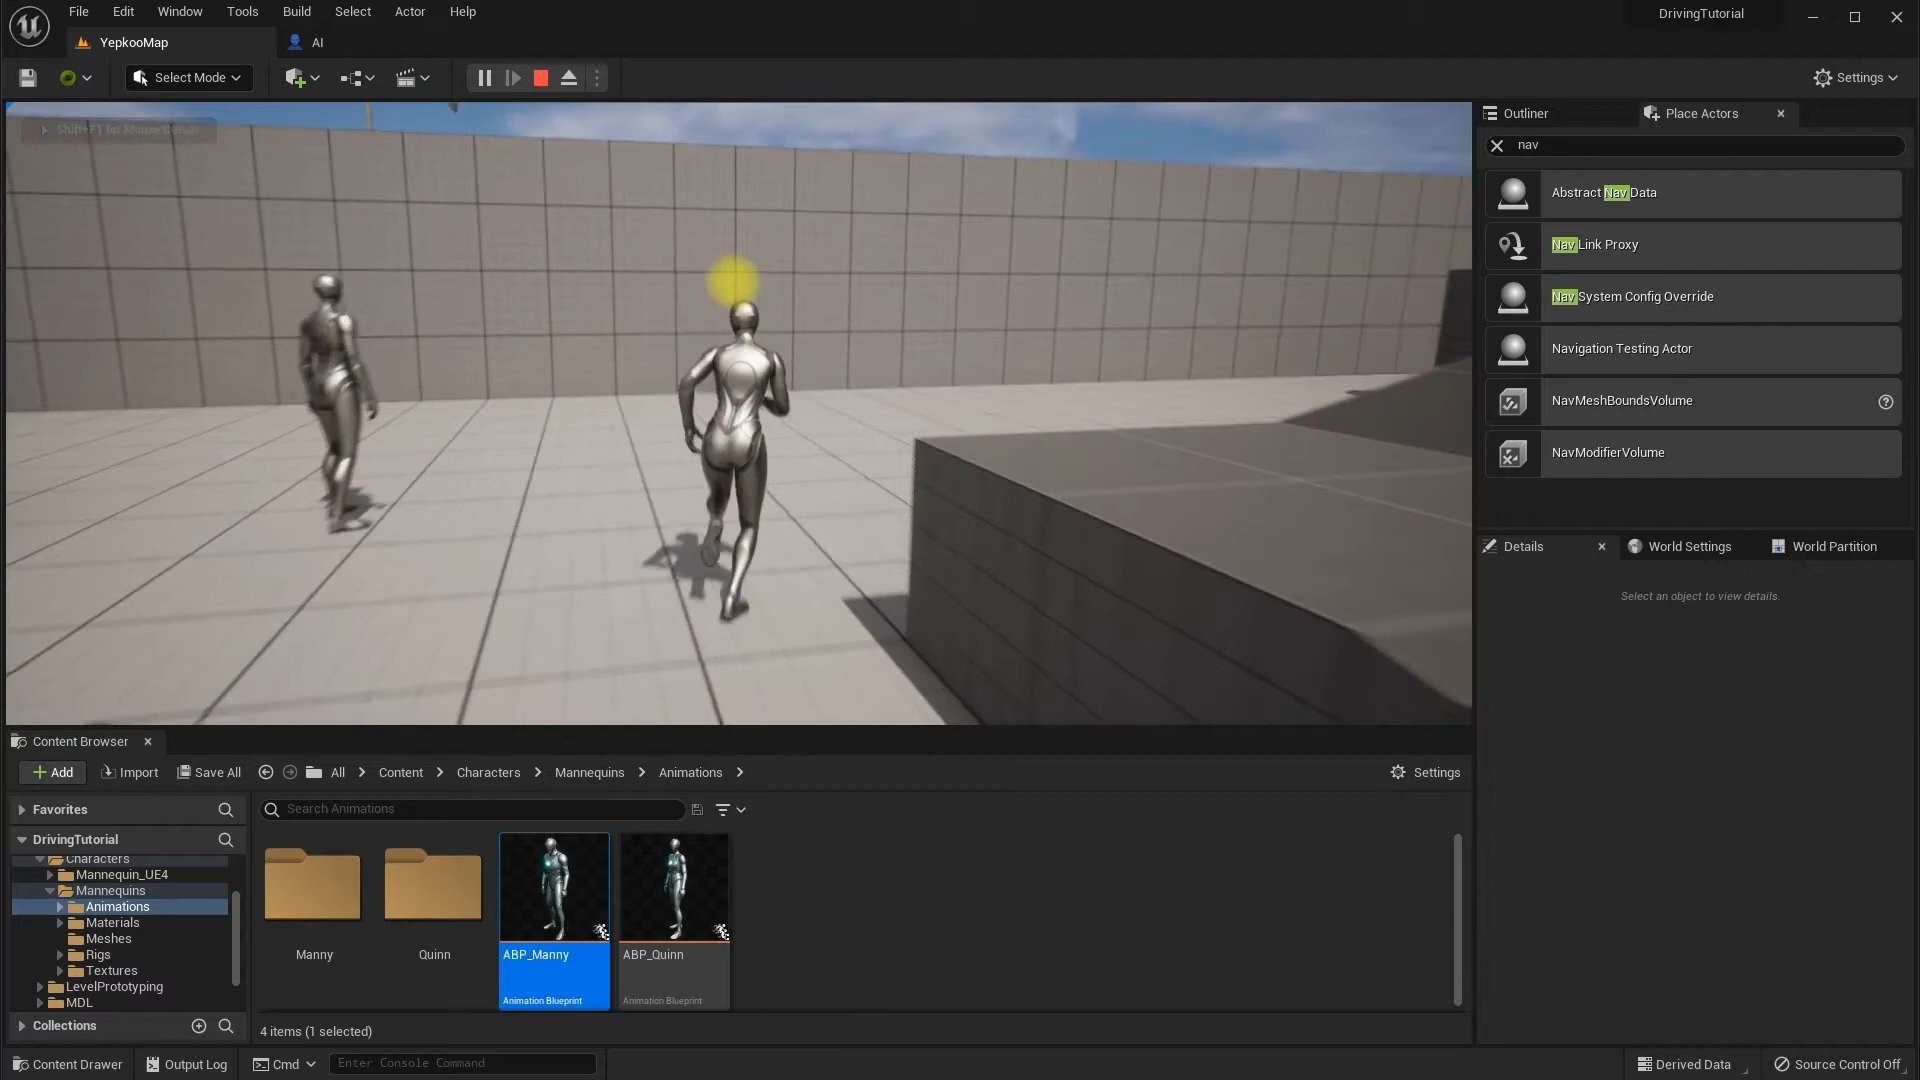 File Edit Window Tools Build Select Actor Help
DrivingTutorial
YepkooMap
AI
Select Mode
Settings
Shift+F1 for Mouse Cursor
Outliner
Place Actors
nav
Abstract Nav Data
Nav Link Proxy
Nav System Config Override
Navigation Testing Actor
NavMeshBoundsVolume
NavModifierVolume
Details
World Settings
World Partition
Select an object to view details.
Content Browser
Add
Import
Save All
All
Content
Characters
Mannequins
Animations
Settings
Favorites
Search Animations
DrivingTutorial
Characters
Mannequin_UE4
Mannequins
Animations
Materials
Meshes
Rigs
Textures
LevelPrototyping
MDL
Collections
Manny
Quinn
ABP_Manny
Animation Blueprint
ABP_Quinn
Animation Blueprint
4 items (1 selected)
Content Drawer
Output Log
Cmd
Enter Console Command
Derived Data
Source Control Off